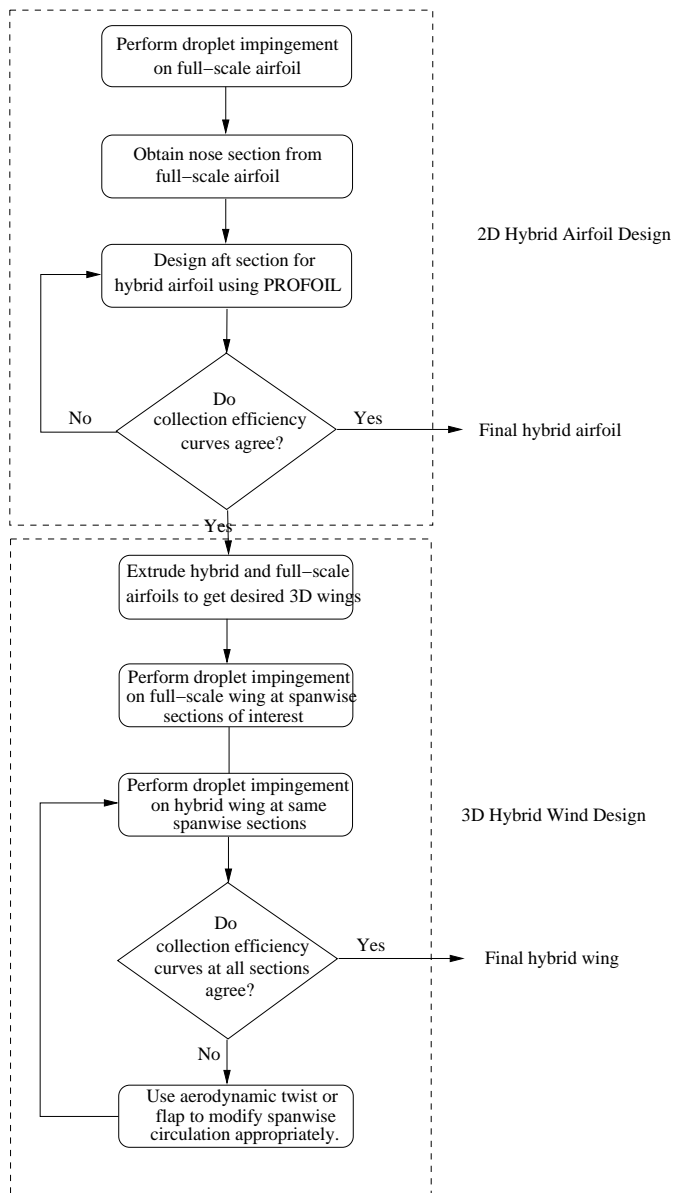 Perform droplet impingement
on full−scale airfoil
Obtain nose section from
full−scale airfoil
2D Hybrid Airfoil Design
Design aft section for
hybrid airfoil using PROFOIL
Do
collection efficiency
curves agree?
No
Yes
Final hybrid airfoil
Yes
Extrude hybrid and full−scale
airfoils to get desired 3D wings
Perform droplet impingement
on full−scale wing at spanwise
sections of interest
Perform droplet impingement
on hybrid wing at same
spanwise sections
3D Hybrid Wind Design
Do
collection efficiency
curves at all sections
agree?
Yes
Final hybrid wing
No
Use aerodynamic twist or
flap to modify spanwise
circulation appropriately.